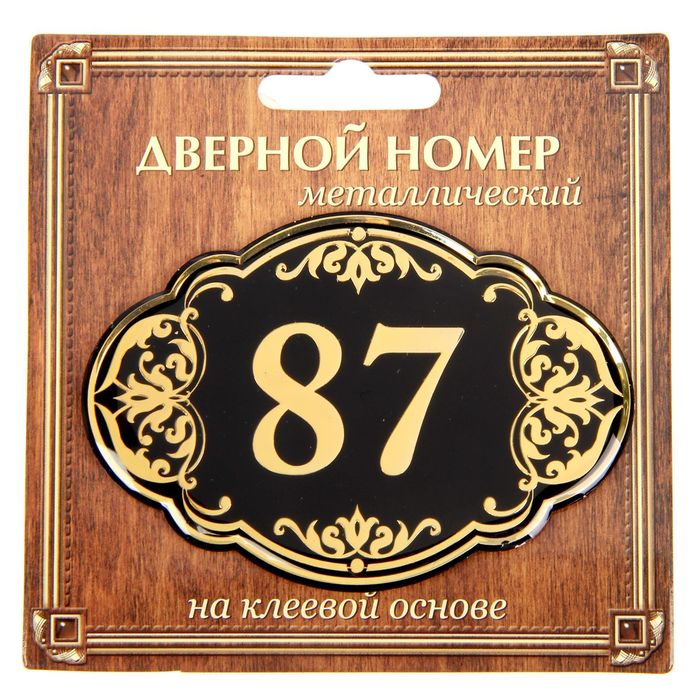 ДВЕРНОЙ НОМЕР
металлический
87
на клеевой основе